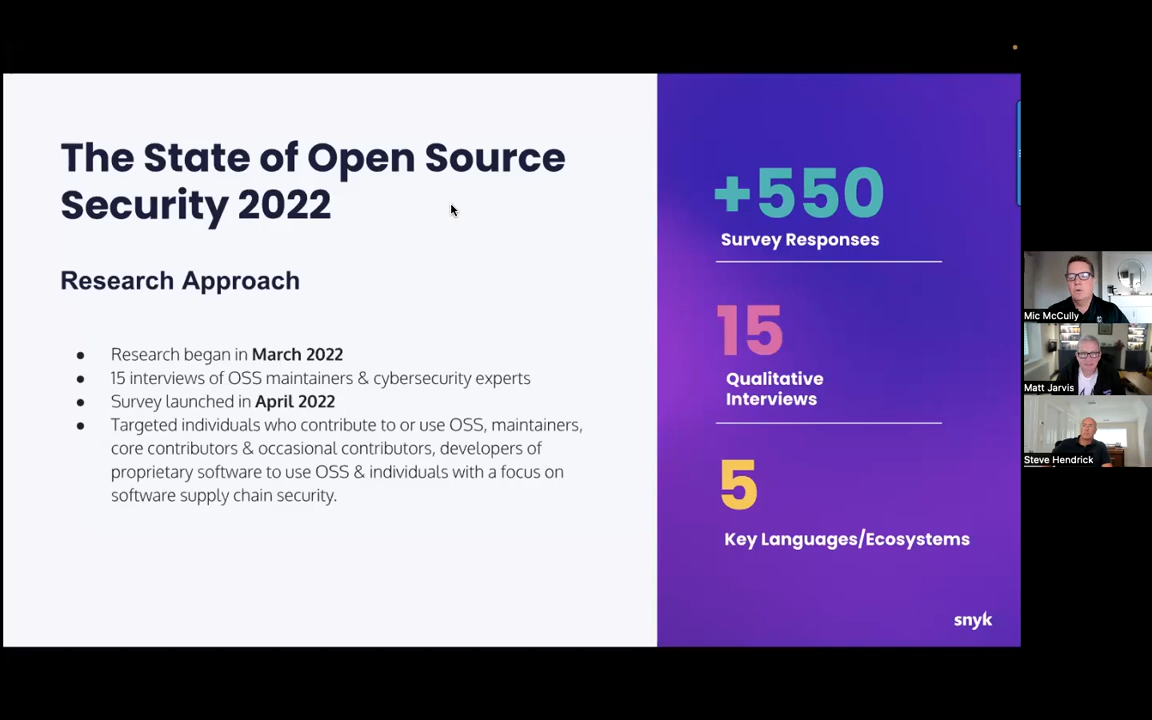 The State of Open Source
Security 2022
Research Approach
● Research began in March 2022
● 15 interviews of OSS maintainers & cybersecurity experts
● Survey launched in April 2022
● Targeted individuals who contribute to or use OSS, maintainers,
core contributors & occasional contributors, developers of
proprietary software to use OSS & individuals with a focus on
software supply chain security.
+550
Survey Responses
15
Qualitative
Interviews
5
Key Languages/Ecosystems
snyk
Mic McCully
Matt Jarvis
Steve Hendrick